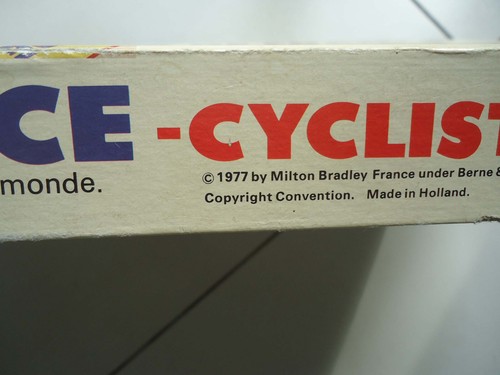 CE -CYCLIST
monde.
© 1977 by Milton Bradley France under Berne &
Copyright Convention. Made in Holland.